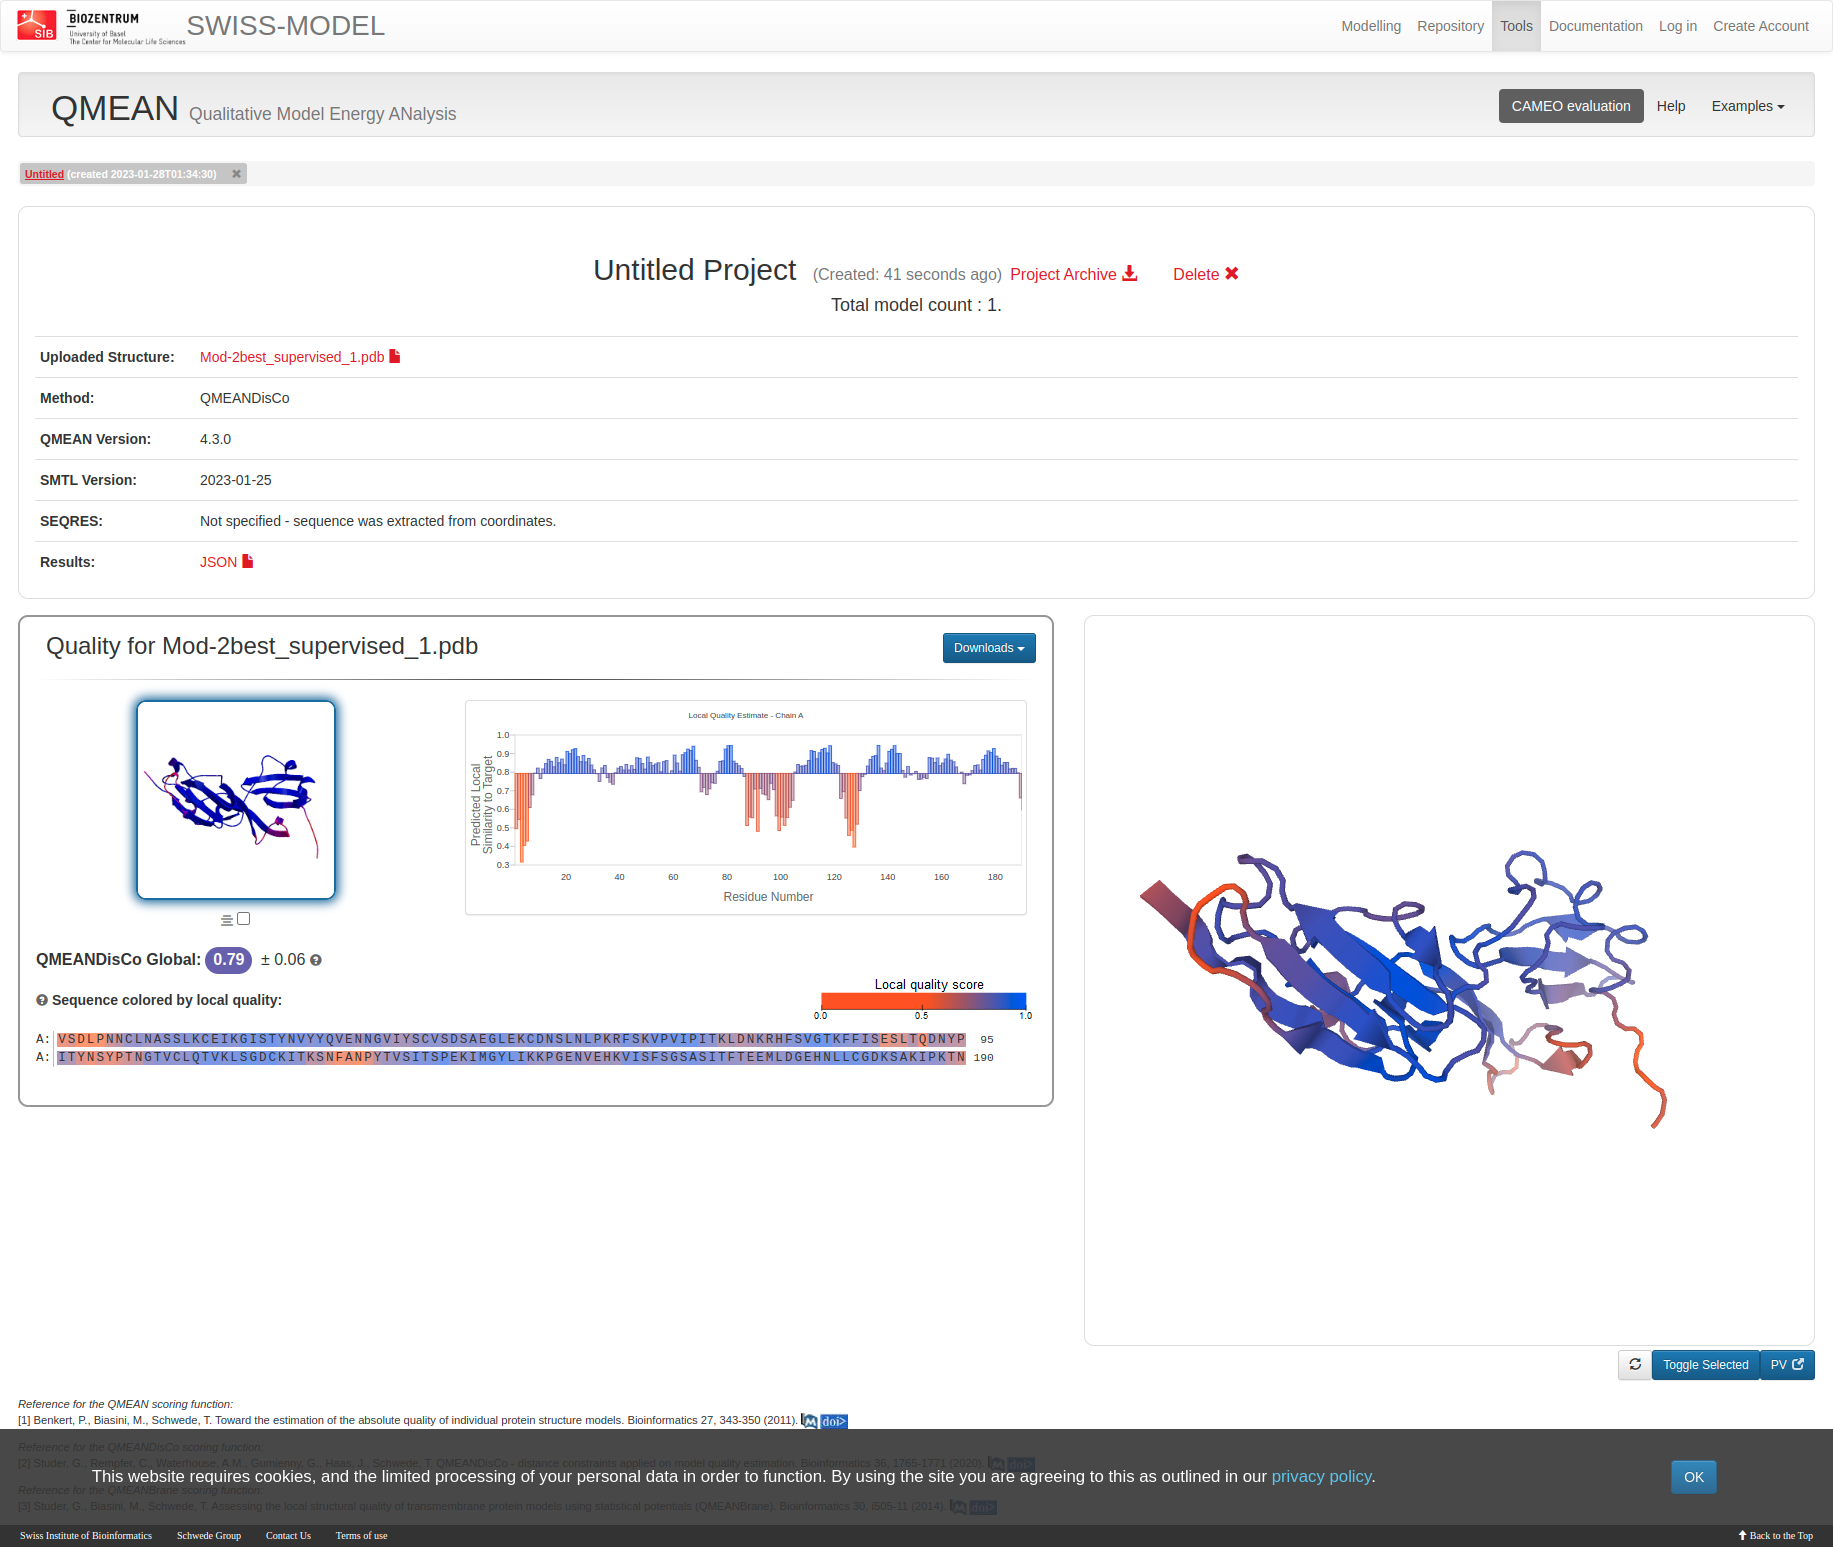 SIB
BIOZENTRUM
University of Basel
The Center for Molecular Life Sciences
SWISS-MODEL
Modelling Repository Tools Documentation Log in Create Account
QMEAN Qualitative Model Energy ANalysis
CAMEO evaluation Help Examples
Untitled (created 2023-01-28T01:34:30)
Untitled Project (Created: 41 seconds ago) Project Archive Delete
Total model count : 1.
Uploaded Structure: Mod-2best_supervised_1.pdb
Method: QMEANDisCo
QMEAN Version: 4.3.0
SMTL Version: 2023-01-25
SEQRES: Not specified - sequence was extracted from coordinates.
Results: JSON
Quality for Mod-2best_supervised_1.pdb
Downloads
Local Quality Estimate - Chain A
Predicted Local
Similarity to Target
1.0
0.9
0.8
0.7
0.6
0.5
0.4
0.3
20 40 60 80 100 120 140 160 180
Residue Number
QMEANDisCo Global: 0.79 ± 0.06
Sequence colored by local quality:
Local quality score
0.0 0.5 1.0
A: VSDLPNNCLNASSLKCEIKGISTYNVYYQVENNGVIYSCVSDSAEGLEKCDNSLNLPKRFSKVPVIPITKLDNKRHFSVGTKFFISESLTQDNYP 95
A: ITYNSYPTNGTVCLQTVKLSGDCKITKSNFANPYTVSITSPEKIMGYLIKKPGENVEHKVISFSGSASITFTEEMLDGEHNLLCGDKSAKIPKTN 190
Toggle Selected PV
Reference for the QMEAN scoring function:
[1] Benkert, P., Biasini, M., Schwede, T. Toward the estimation of the absolute quality of individual protein structure models. Bioinformatics 27, 343-350 (2011). M doi>
Reference for the QMEANDisCo scoring function:
[2] Studer, G., Rempfer, C., Waterhouse, A.M., Gumienny, G., Haas, J., Schwede, T. QMEANDisCo - distance constraints applied on model quality estimation. Bioinformatics 36, 1765-1771 (2020). M doi>
This website requires cookies, and the limited processing of your personal data in order to function. By using the site you are agreeing to this as outlined in our privacy policy.
OK
Reference for the QMEANBrane scoring function:
[3] Studer, G., Biasini, M., Schwede, T. Assessing the local structural quality of transmembrane protein models using statistical potentials (QMEANBrane). Bioinformatics 30, i505-11 (2014). M doi>
Swiss Institute of Bioinformatics Schwede Group Contact Us Terms of use
Back to the Top